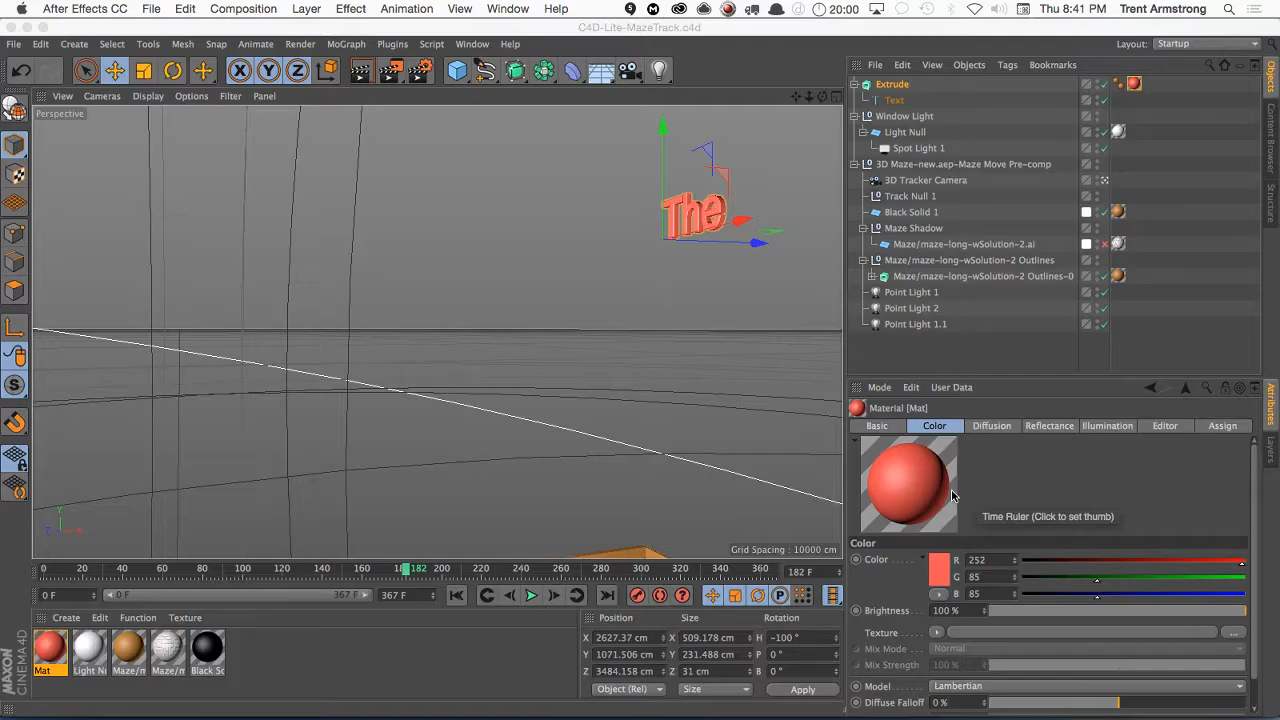 After Effects CC File Edit Composition Layer Effect Animation View Window Help 20:00 Thu 8:41 PM Trent Armstrong
C4D-Lite-MazeTrack.c4d
File Edit Create Select Tools Mesh Snap Animate Render MoGraph Plugins Script Window Help Layout: Startup
X Y Z
File Edit View Objects Tags Bookmarks
View Cameras Display Options Filter Panel
Perspective
Extrude
Text
Window Light
Light Null
Spot Light 1
3D Maze-new.aep-Maze Move Pre-comp
3D Tracker Camera
Track Null 1
Black Solid 1
Maze Shadow
Maze/maze-long-wSolution-2.ai
Maze/maze-long-wSolution-2 Outlines
Maze/maze-long-wSolution-2 Outlines-0
Point Light 1
Point Light 2
Point Light 1.1
Objects
Content Browser
Structure
The
Y
Z X
Grid Spacing : 10000 cm
Mode Edit User Data
Material [Mat]
Basic Color Diffusion Reflectance Illumination Editor Assign
Time Ruler (Click to set thumb)
Attributes
Layers
Color
Color R 252
G 85
B 85
Brightness 100 %
Texture ...
Mix Mode Normal
Mix Strength 100 %
Model Lambertian
Diffuse Falloff 0 %
0 20 40 60 80 100 120 140 160 182 200 220 240 260 280 300 320 340 360 182 F
0 F 0 F 367 F 367 F
Create Edit Function Texture
Mat Light Nu Maze/m Maze/m Black Sc
Position Size Rotation
X 2627.37 cm X 509.178 cm H -100 °
Y 1071.506 cm Y 231.488 cm P 0 °
Z 3484.158 cm Z 31 cm B 0 °
Object (Rel) Size Apply
MAXON
CINEMA4D